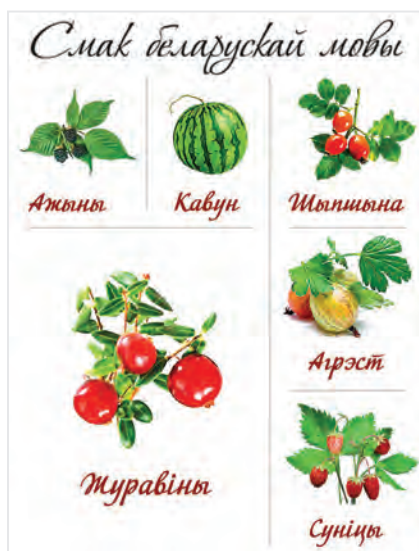 Смак беларускай мовы
Ажыны
Кавун
Шыпшына
Журавіны
Агрэст
Суніцы